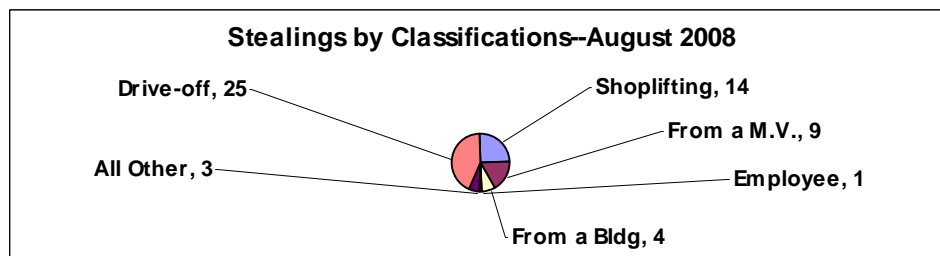 Stealings by Classifications--August 2008
Drive-off, 25
Shoplifting, 14
From a M.V., 9
All Other, 3
Employee, 1
From a Bldg, 4